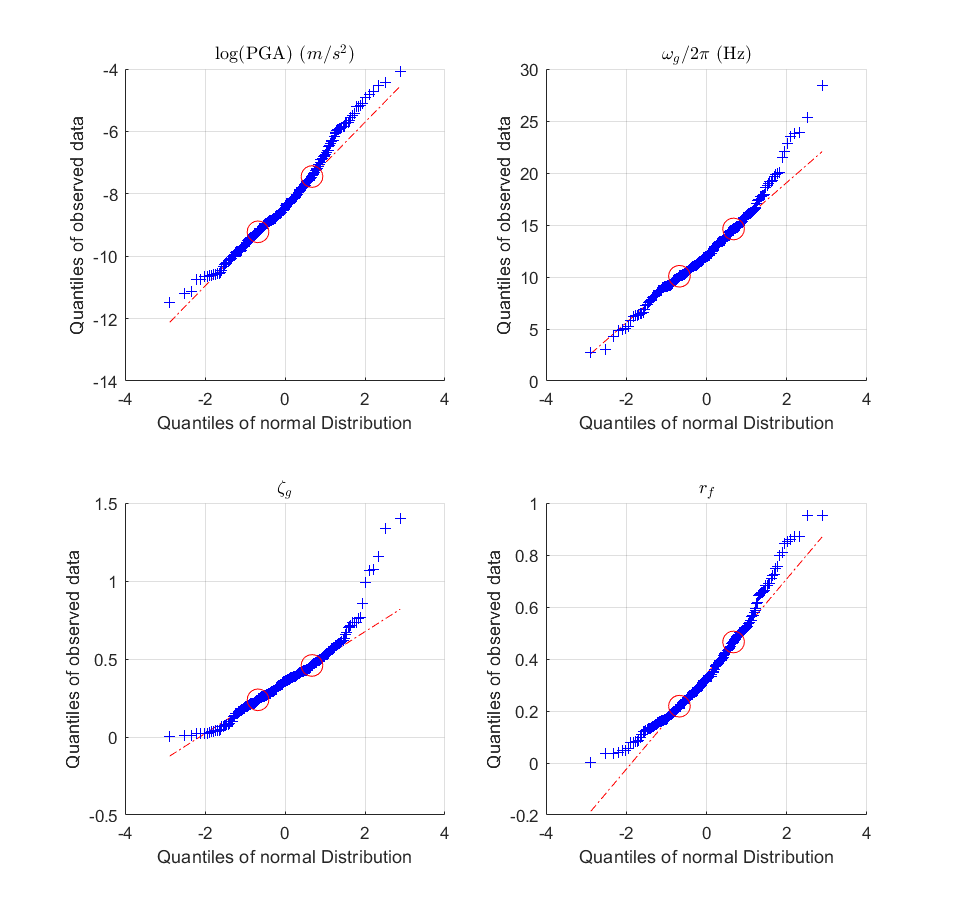 log(PGA) (m/s²)
-4
-6
-8
-10
-12
-14
Quantiles of observed data
-4 -2 0 2 4
Quantiles of normal Distribution
ω_g/2π (Hz)
30
25
20
15
10
5
0
Quantiles of observed data
-4 -2 0 2 4
Quantiles of normal Distribution
ζ_g
1.5
1
0.5
0
-0.5
Quantiles of observed data
-4 -2 0 2 4
Quantiles of normal Distribution
r_f
1
0.8
0.6
0.4
0.2
0
-0.2
Quantiles of observed data
-4 -2 0 2 4
Quantiles of normal Distribution